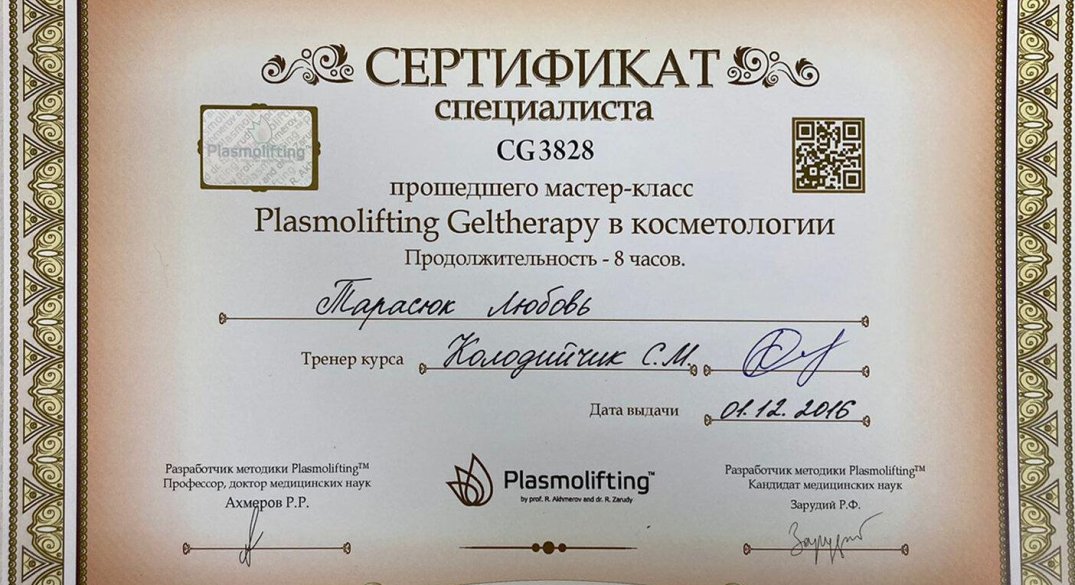 СЕРТИФИКАТ
специалиста
CG3828
Plasmolifting
прошедшего мастер-класс
Plasmolifting Geltherapy в косметологии
Продолжительность - 8 часов.
Тарасюк Любовь
Тренер курса Колодийчик С.М.
Дата выдачи 01.12.2016
Разработчик методики Plasmolifting™
Профессор, доктор медицинских наук
Ахмеров Р.Р.
Plasmolifting™
by prof. R. Akhmerov and dr. R. Zarudy
Разработчик методики Plasmolifting™
Кандидат медицинских наук
Зарудий Р.Ф.